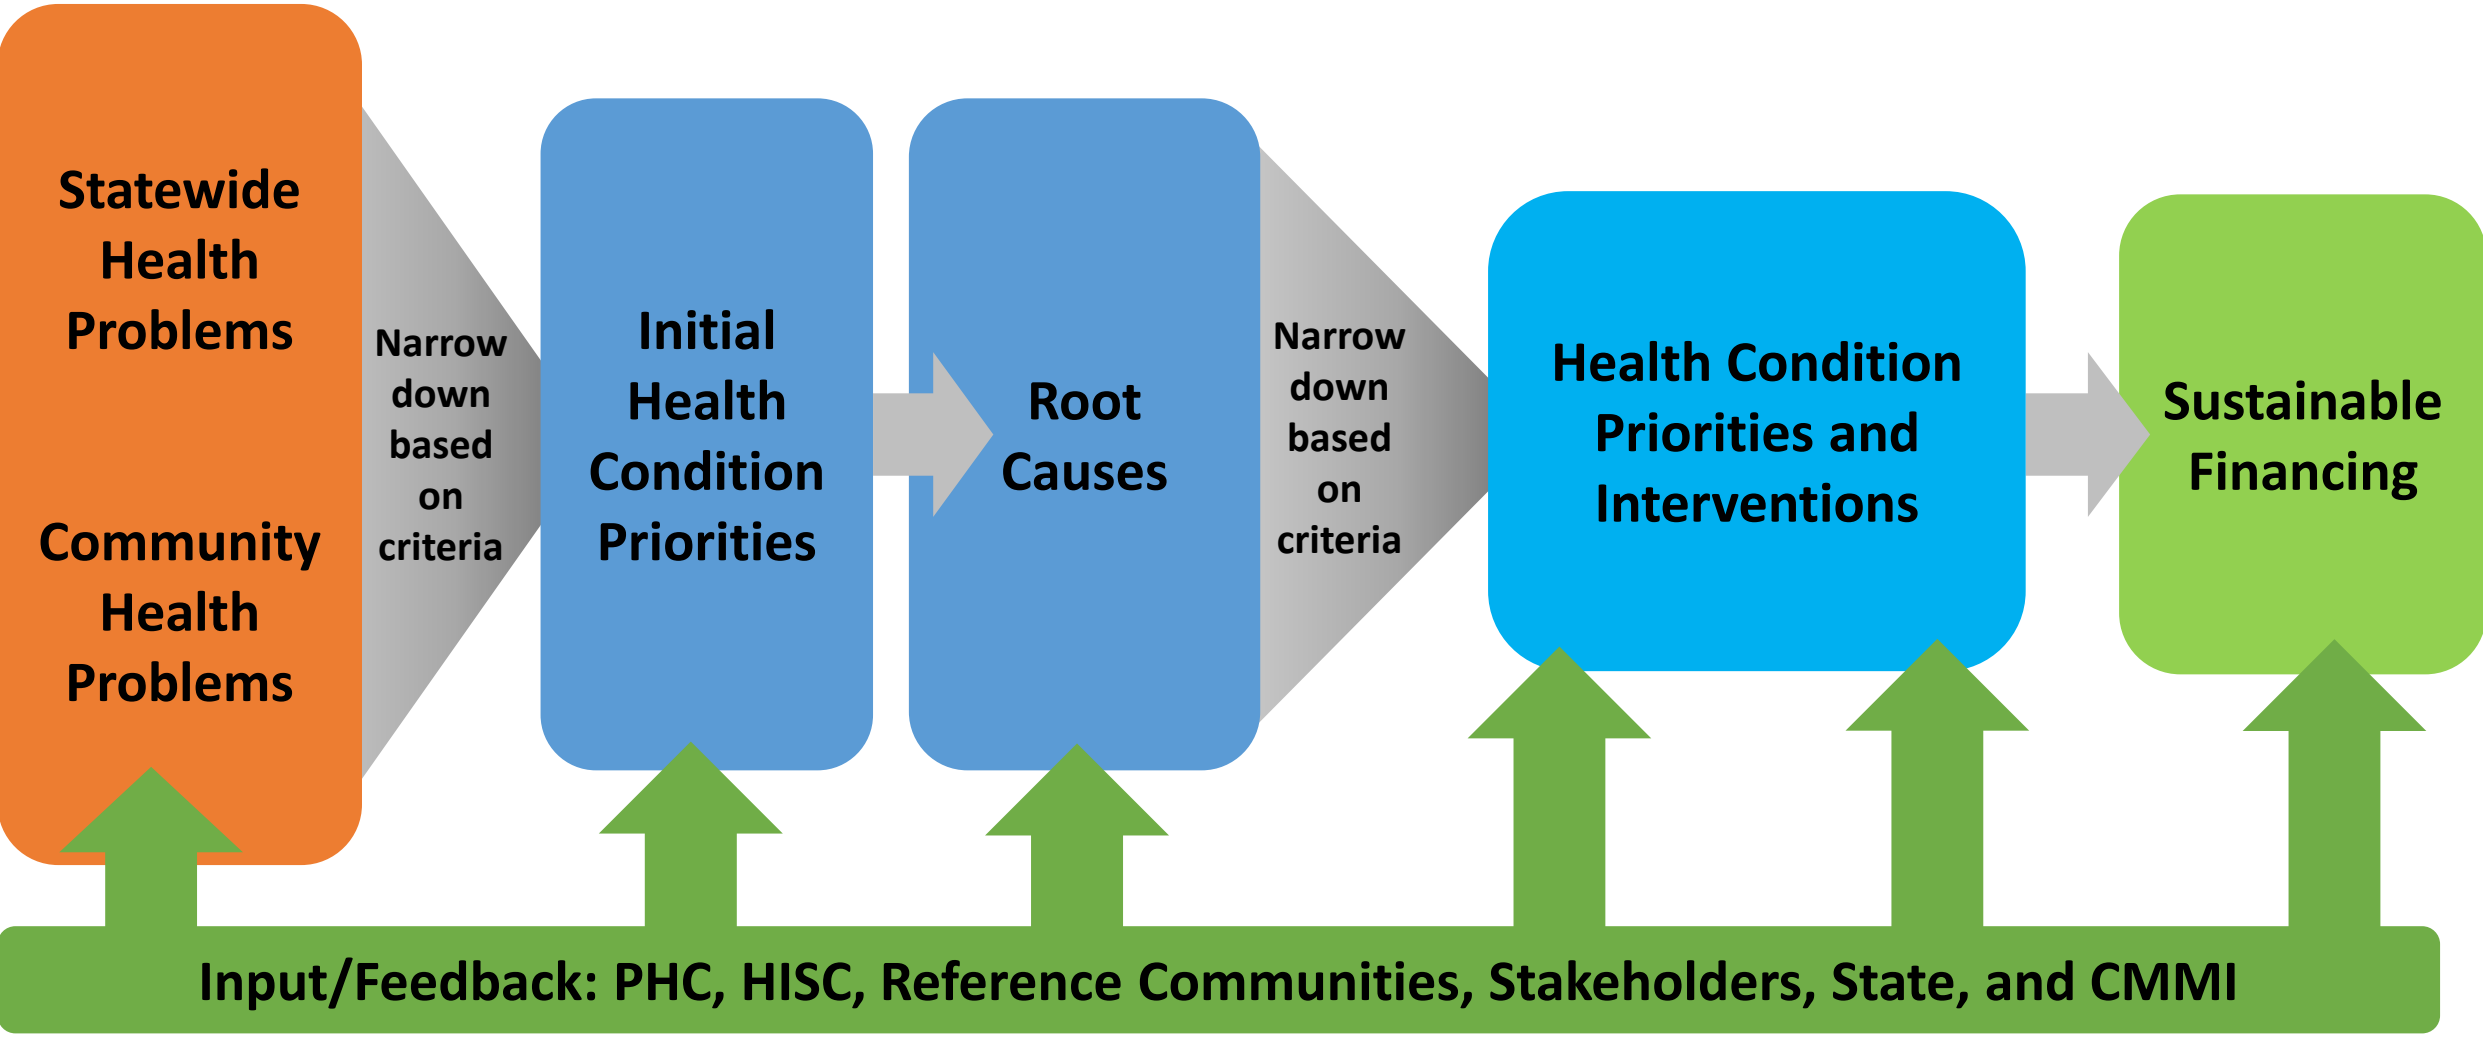 Statewide
Health
Problems
Community
Health
Problems
Narrow
down
based
on
criteria
Initial
Health
Condition
Priorities
Root
Causes
Narrow
down
based
on
criteria
Health Condition
Priorities and
Interventions
Sustainable
Financing
Input/Feedback: PHC, HISC, Reference Communities, Stakeholders, State, and CMMI